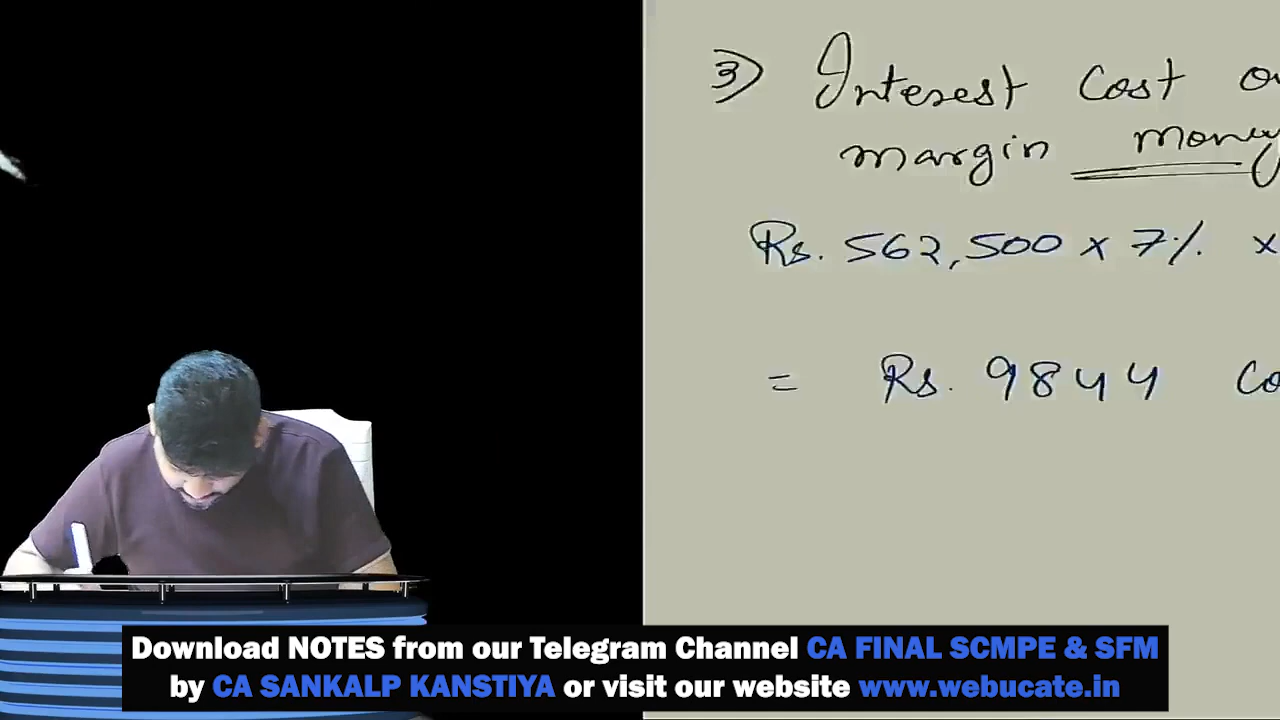 3) Interest Cost
margin money
Rs. 562,500 x 7% x
= Rs. 9844
Download NOTES from our Telegram Channel CA FINAL SCMPE & SFM
by CA SANKALP KANSTIYA or visit our website www.webucate.in